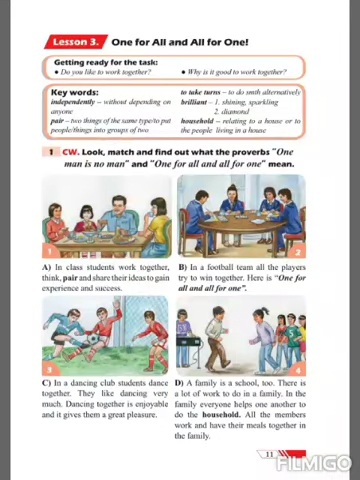 Lesson 3. One for All and All for One!
Getting ready for the task:
● Do you like to work together?
● Why is it good to work together?
Key words:
independently – without depending on
anyone
pair – two things of the same type/to put
people/things into groups of two
to take turns – to do smth alternatively
brilliant – 1. shining, sparkling
2. diamond
household – relating to a house or to
the people living in a house
1 CW. Look, match and find out what the proverbs "One
man is no man" and "One for all and all for one" mean.
1
2
A) In class students work together,
think, pair and share their ideas to gain
experience and success.
B) In a football team all the players
try to win together. Here is "One for
all and all for one".
3
4
C) In a dancing club students dance
together. They like dancing very
much. Dancing together is enjoyable
and it gives them a great pleasure.
D) A family is a school, too. There is
a lot of work to do in a family. In the
family everyone helps one another to
do the household. All the members
work and have their meals together in
the family.
11
FILMIGO